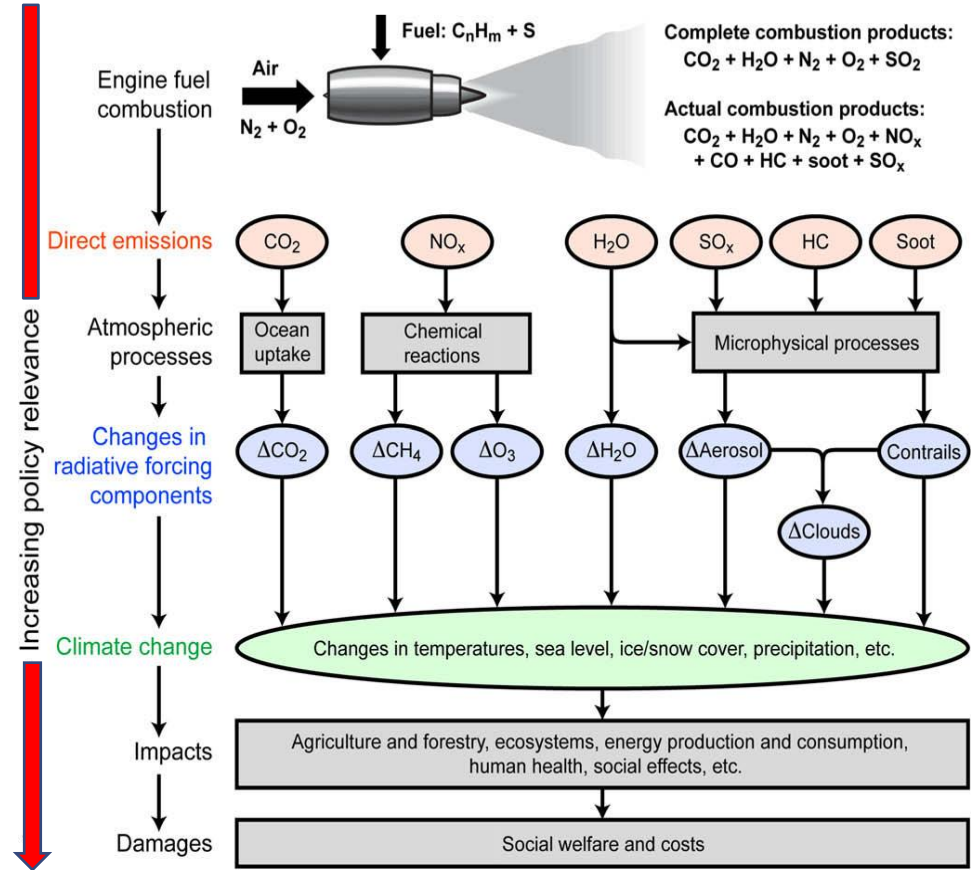 Increasing policy relevance
Engine fuel
combustion
Air
N₂ + O₂
Fuel: CₙHₘ + S
Complete combustion products:
CO₂ + H₂O + N₂ + O₂ + SO₂
Actual combustion products:
CO₂ + H₂O + N₂ + O₂ + NOₓ
+ CO + HC + soot + SOₓ
Direct emissions
CO₂
NOₓ
H₂O
SOₓ
HC
Soot
Atmospheric
processes
Ocean
uptake
Chemical
reactions
Microphysical processes
Changes in
radiative forcing
components
ΔCO₂
ΔCH₄
ΔO₃
ΔH₂O
ΔAerosol
Contrails
ΔClouds
Climate change
Changes in temperatures, sea level, ice/snow cover, precipitation, etc.
Impacts
Agriculture and forestry, ecosystems, energy production and consumption,
human health, social effects, etc.
Damages
Social welfare and costs